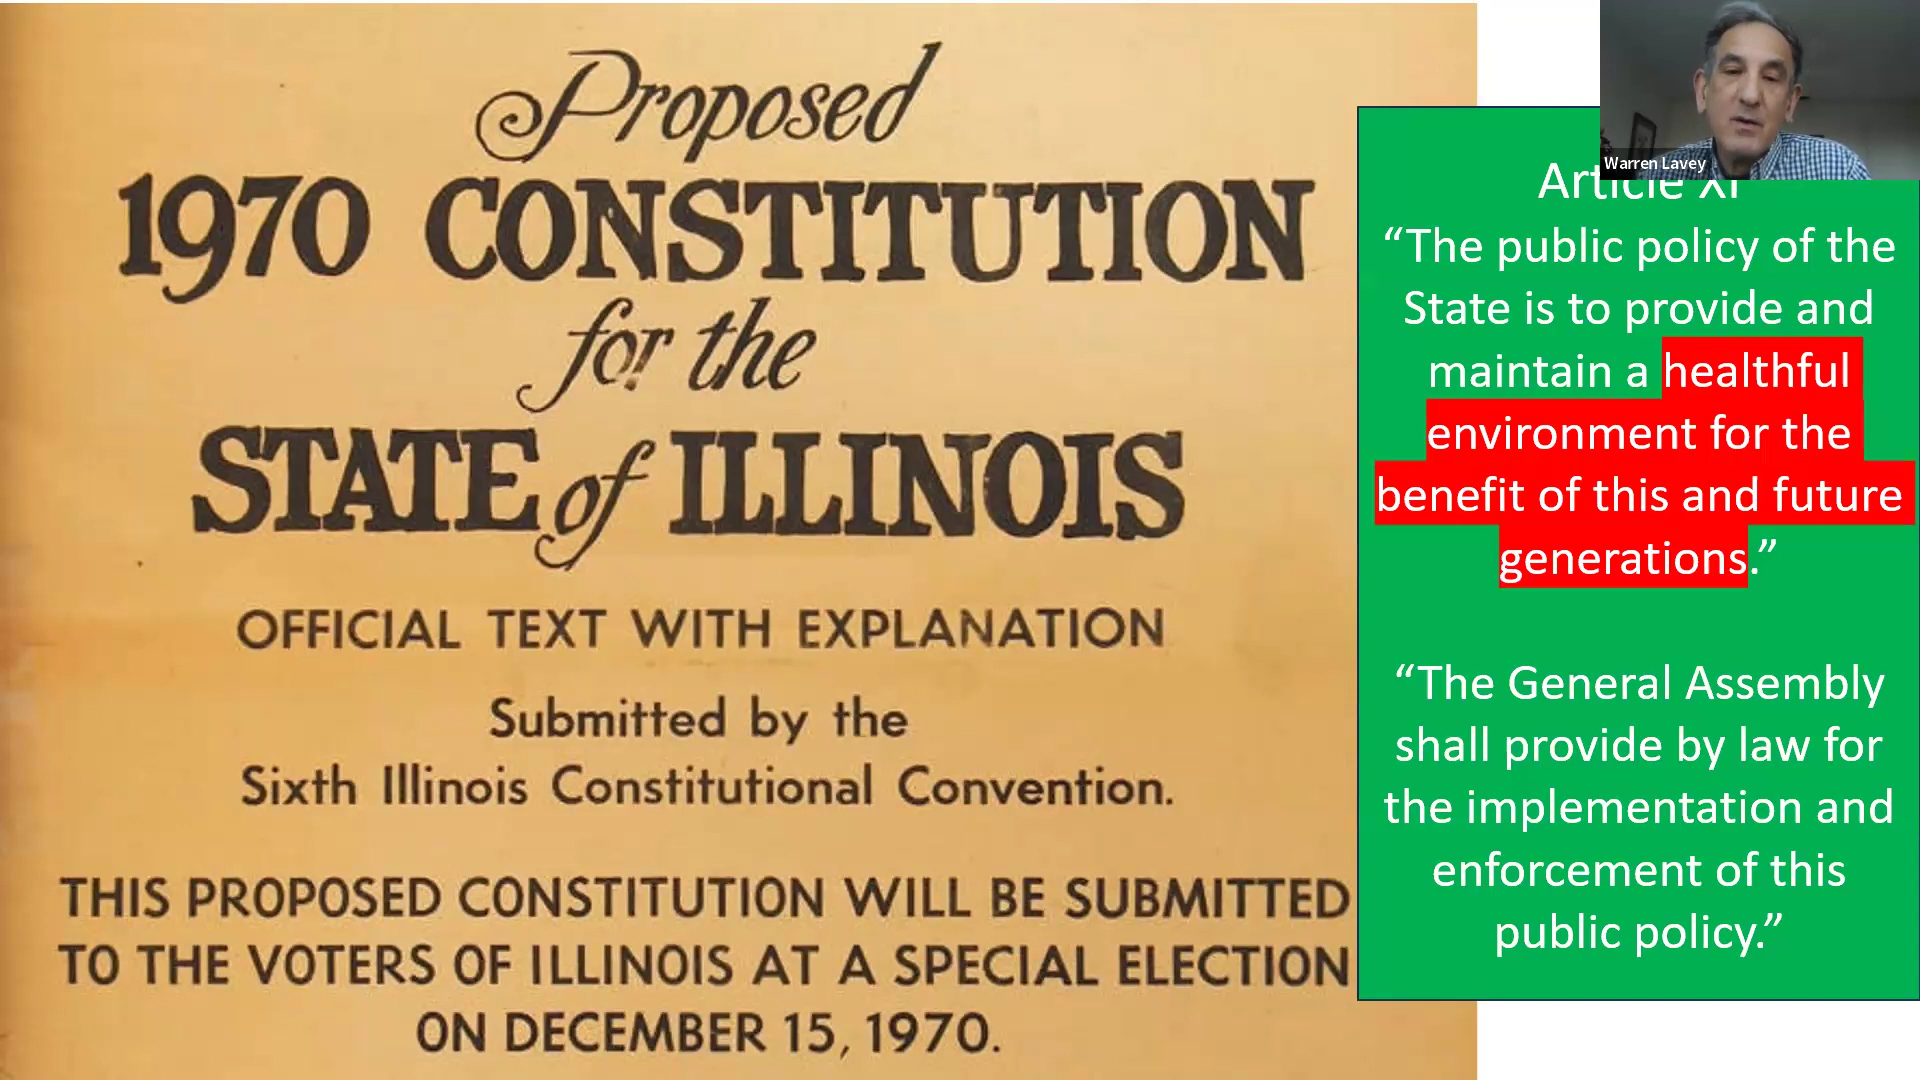 Proposed
1970 CONSTITUTION
for the
STATE of ILLINOIS
OFFICIAL TEXT WITH EXPLANATION
Submitted by the
Sixth Illinois Constitutional Convention.
THIS PROPOSED CONSTITUTION WILL BE SUBMITTED
TO THE VOTERS OF ILLINOIS AT A SPECIAL ELECTION
ON DECEMBER 15, 1970.
Warren Lavey
Article XI
“The public policy of the
State is to provide and
maintain a healthful
environment for the
benefit of this and future
generations.”
“The General Assembly
shall provide by law for
the implementation and
enforcement of this
public policy.”